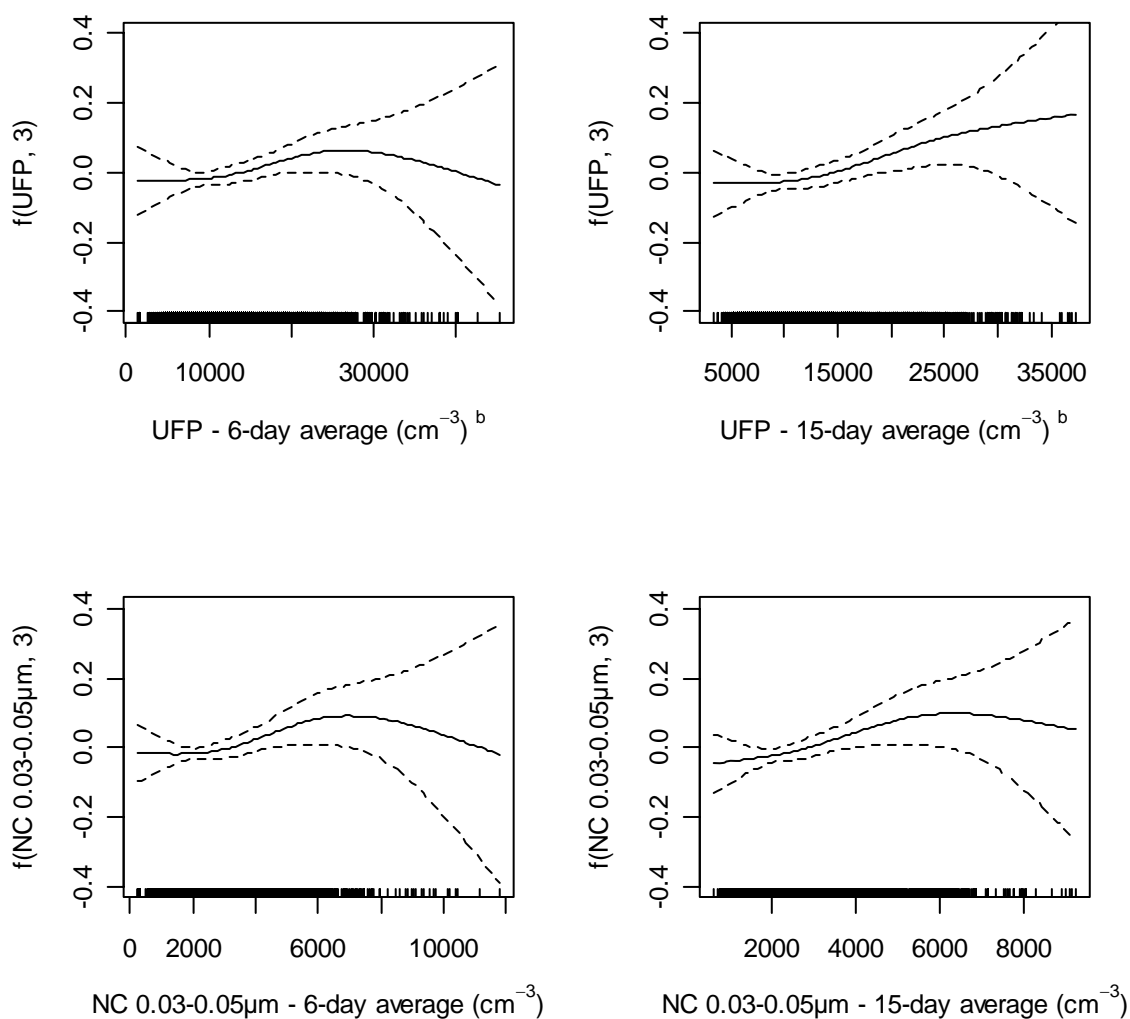 f(UFP, 3)
0.4
0.2
0.0
-0.2
-0.4
0 10000 30000
UFP - 6-day average (cm⁻³) ᵇ
f(UFP, 3)
0.4
0.2
0.0
-0.2
-0.4
5000 15000 25000 35000
UFP - 15-day average (cm⁻³) ᵇ
f(NC 0.03-0.05µm, 3)
0.4
0.2
0.0
-0.2
-0.4
0 2000 6000 10000
NC 0.03-0.05µm - 6-day average (cm⁻³)
f(NC 0.03-0.05µm, 3)
0.4
0.2
0.0
-0.2
-0.4
2000 4000 6000 8000
NC 0.03-0.05µm - 15-day average (cm⁻³)